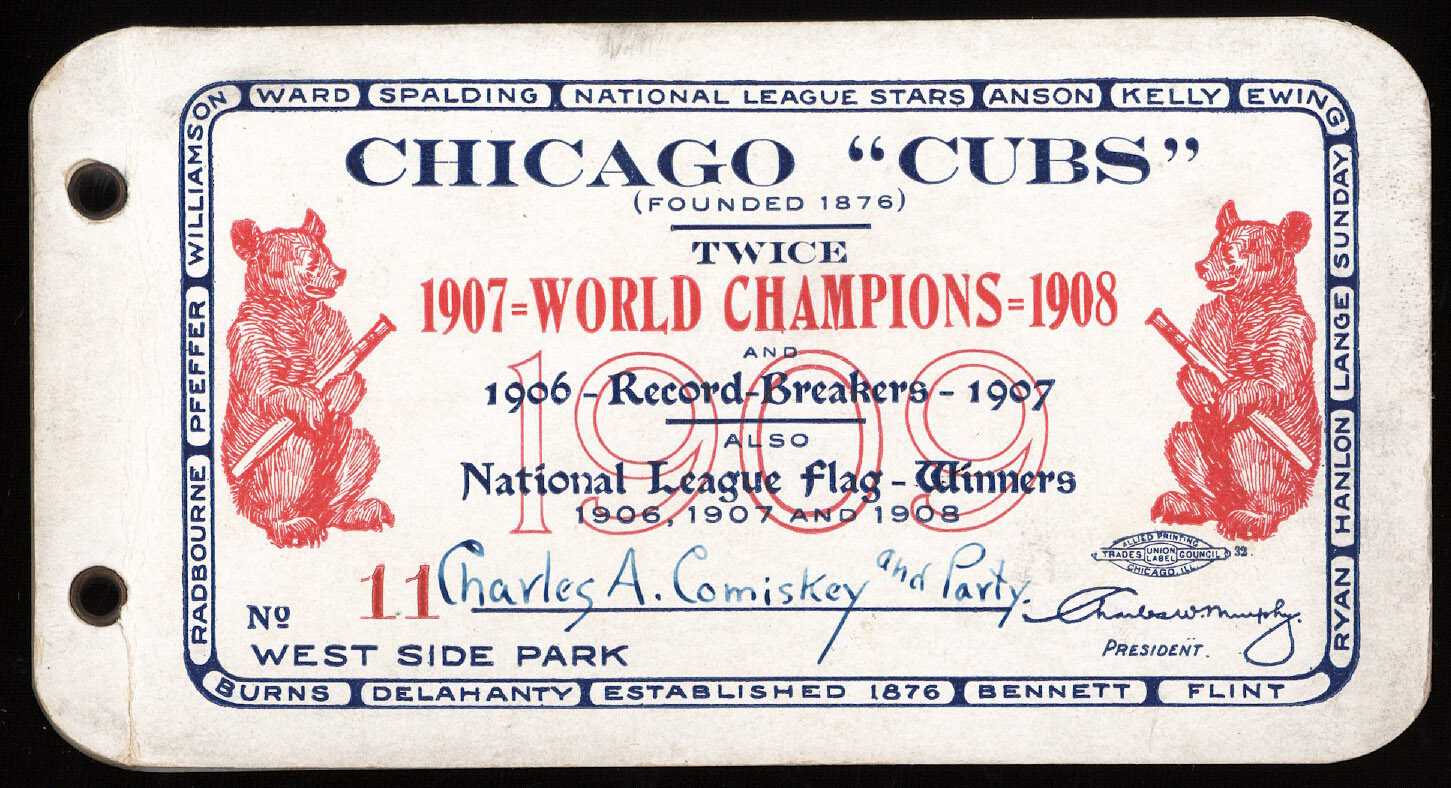 WARD SPALDING NATIONAL LEAGUE STARS ANSON KELLY EWING
SUNDAY LANGE HANLON RYAN
CHICAGO “CUBS”
(FOUNDED 1876)
TWICE
1907=WORLD CHAMPIONS=1908
AND
1909
1906-Record-Breakers-1907
ALSO
National League Flag-Winners
1906, 1907 AND 1908
Nº 11 Charles A. Comiskey and Party.
ALLIED PRINTING
TRADES UNION LABEL COUNCIL 32.
CHICAGO, ILL.
Charles W. Murphy.
PRESIDENT.
WEST SIDE PARK
RADBOURNE PFEFFER WILLIAMSON
BURNS DELAHANTY ESTABLISHED 1876 BENNETT FLINT